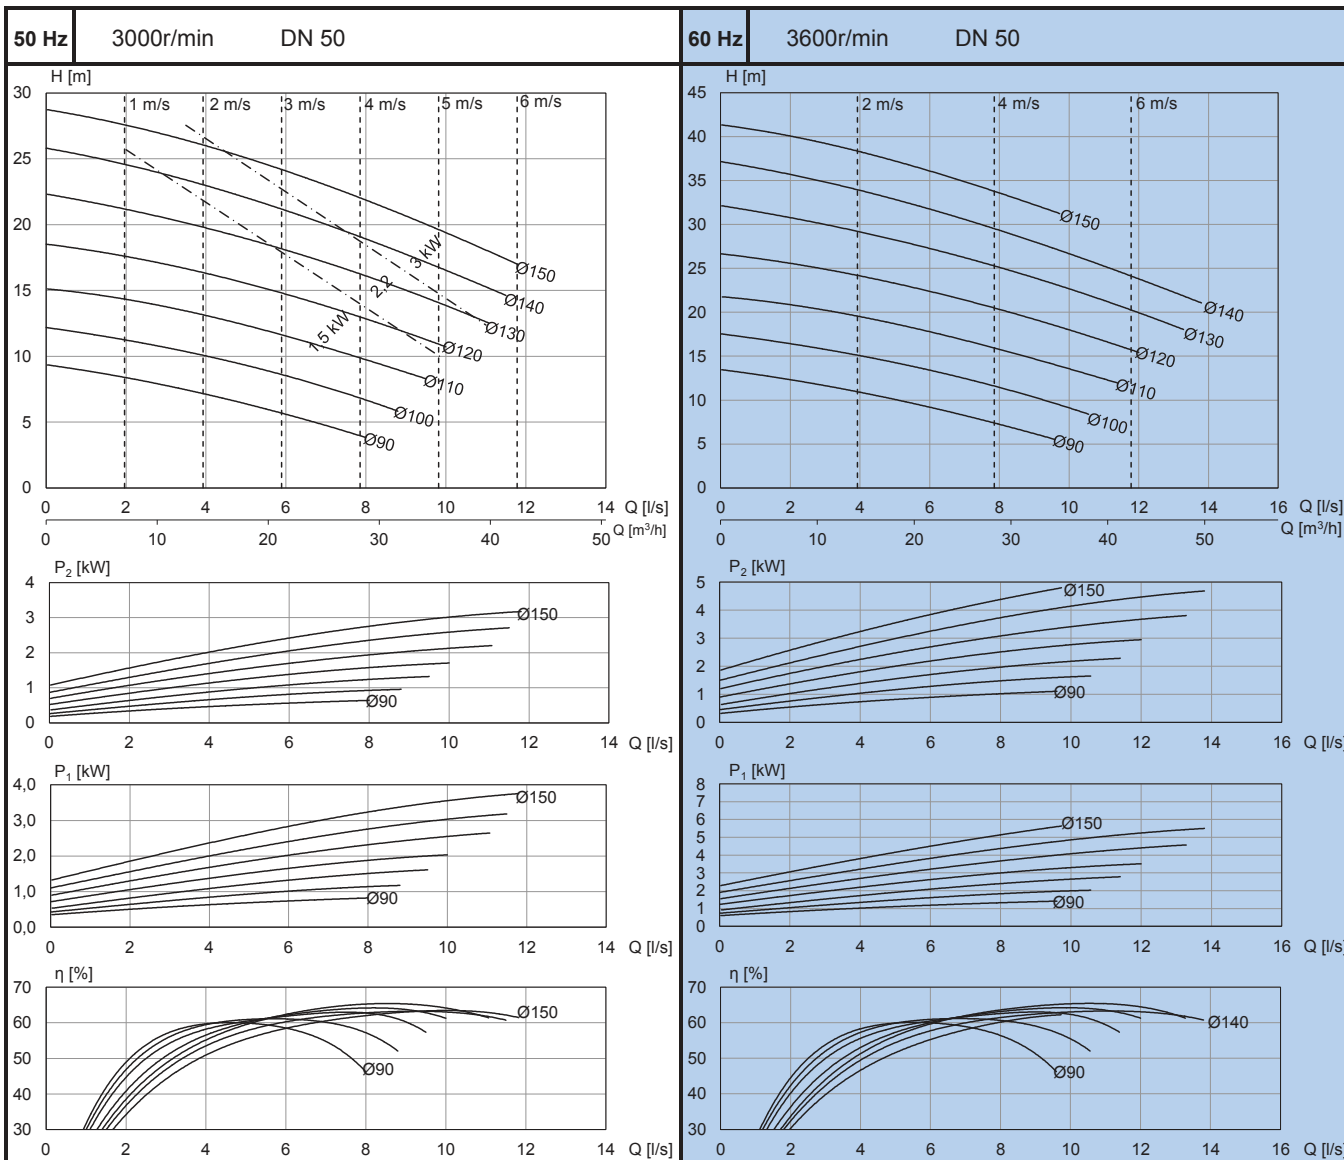 50 Hz 3000r/min DN 50
H [m]
30 1 m/s 2 m/s 3 m/s 4 m/s 5 m/s 6 m/s
25
20
15
10
5
0
3 kW
2.2
1,5 kW
Ø150
Ø140
Ø130
Ø120
Ø110
Ø100
Ø90
0 2 4 6 8 10 12 14 Q [l/s]
0 10 20 30 40 50 Q [m³/h]
P₂ [kW]
4
3
2
1
0
Ø150
Ø90
0 2 4 6 8 10 12 14 Q [l/s]
P₁ [kW]
4,0
3,0
2,0
1,0
0,0
Ø150
Ø90
0 2 4 6 8 10 12 14 Q [l/s]
η [%]
70
60
50
40
30
Ø150
Ø90
0 2 4 6 8 10 12 14 Q [l/s]
60 Hz 3600r/min DN 50
H [m]
45 2 m/s 4 m/s 6 m/s
40
35
30
25
20
15
10
5
0
Ø150
Ø140
Ø130
Ø120
Ø110
Ø100
Ø90
0 2 4 6 8 10 12 14 16 Q [l/s]
0 10 20 30 40 50 Q [m³/h]
P₂ [kW]
5
4
3
2
1
0
Ø150
Ø90
0 2 4 6 8 10 12 14 16 Q [l/s]
P₁ [kW]
8
7
6
5
4
3
2
1
0
Ø150
Ø90
0 2 4 6 8 10 12 14 16 Q [l/s]
η [%]
70
60
50
40
30
Ø140
Ø90
0 2 4 6 8 10 12 14 16 Q [l/s]